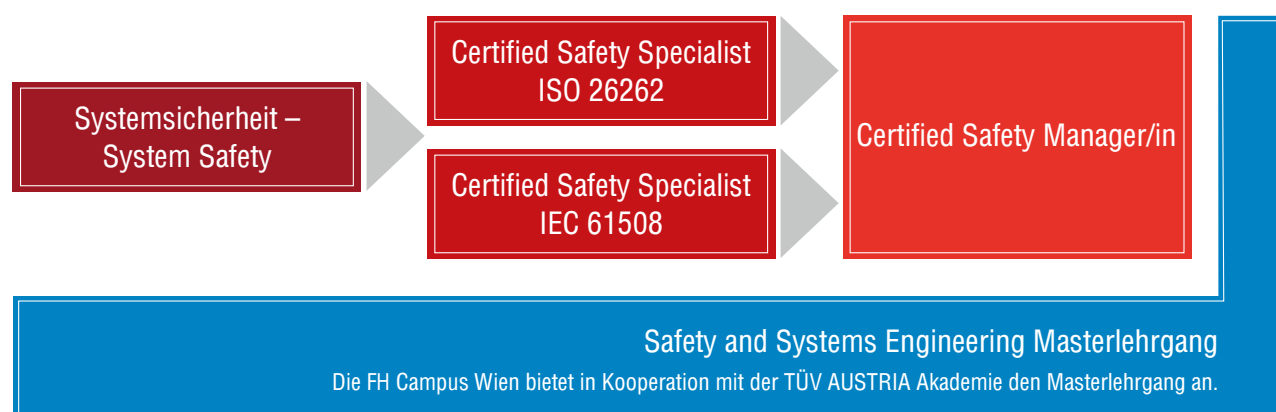 Systemsicherheit –
System Safety
Certified Safety Specialist
ISO 26262
Certified Safety Specialist
IEC 61508
Certified Safety Manager/in
Safety and Systems Engineering Masterlehrgang
Die FH Campus Wien bietet in Kooperation mit der TÜV AUSTRIA Akademie den Masterlehrgang an.